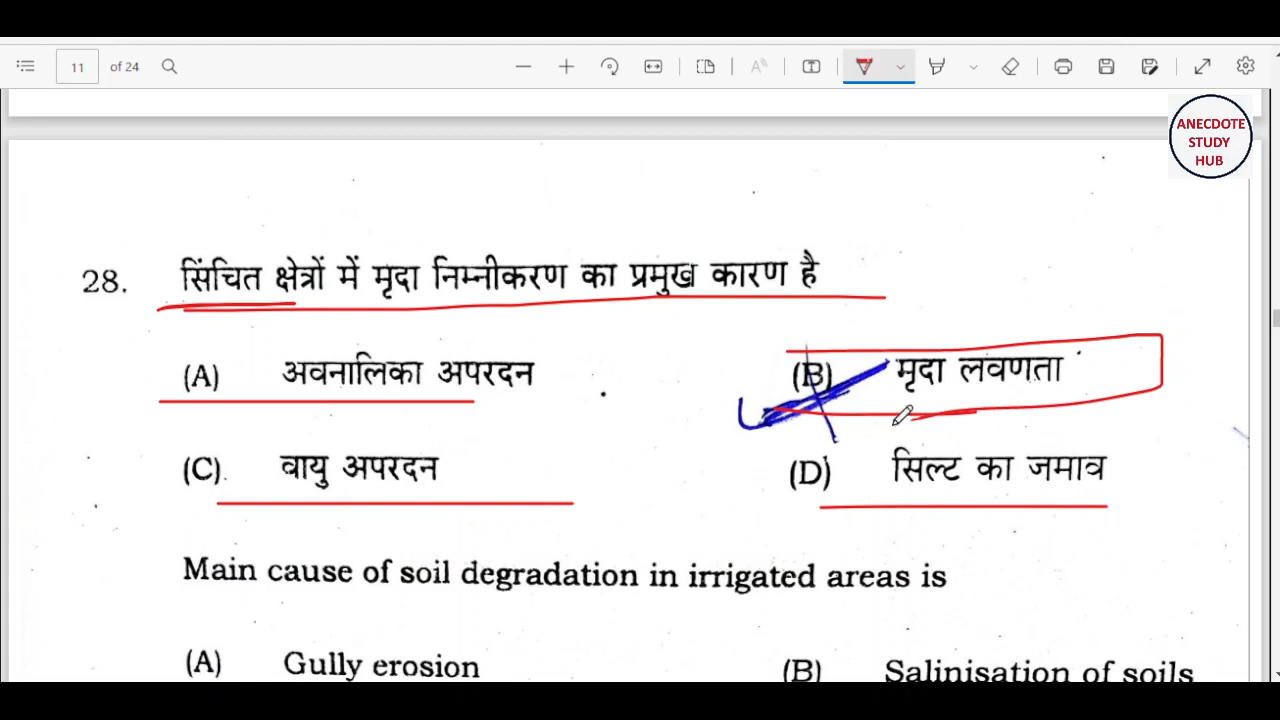 11 of 24
ANECDOTE
STUDY
HUB
28. सिंचित क्षेत्रों में मृदा निम्नीकरण का प्रमुख कारण है
(A) अवनालिका अपरदन (B) मृदा लवणता
(C) वायु अपरदन (D) सिल्ट का जमाव
Main cause of soil degradation in irrigated areas is
(A) Gully erosion (B) Salinisation of soils